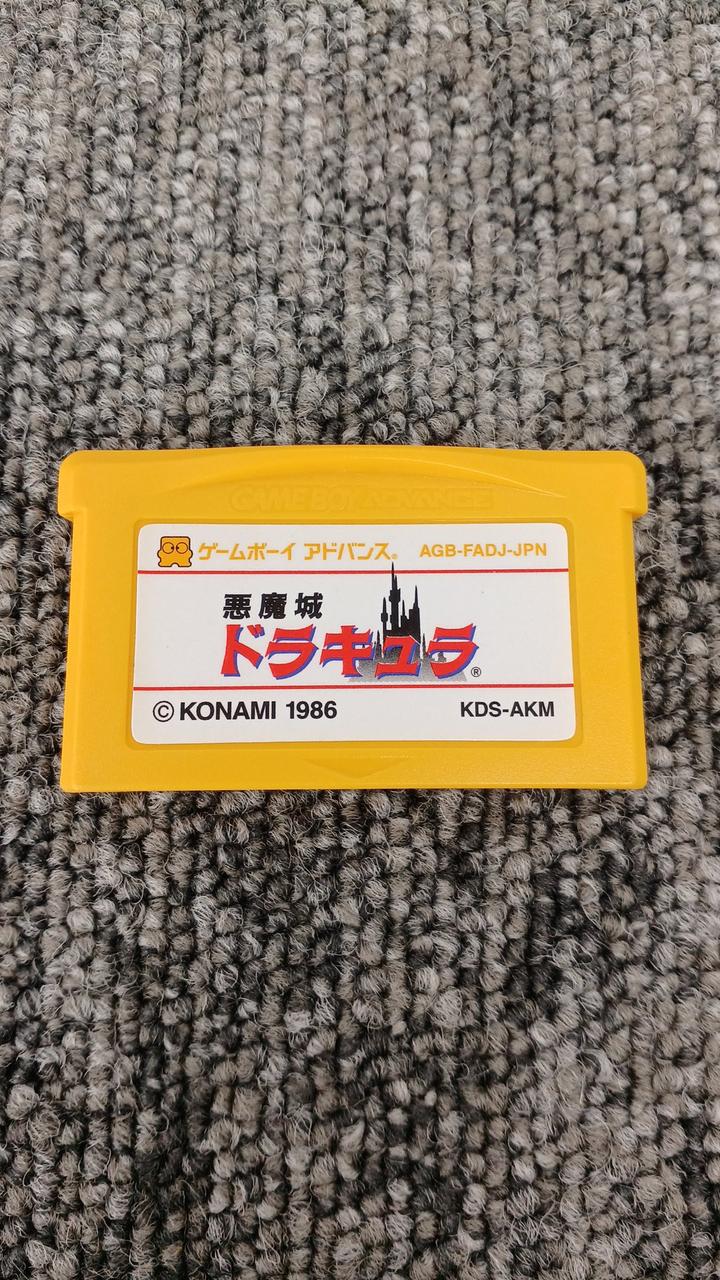 GAME BOY ADVANCE
ゲームボーイ アドバンス® AGB-FADJ-JPN
悪魔城
ドラキュラ®
© KONAMI 1986 KDS-AKM